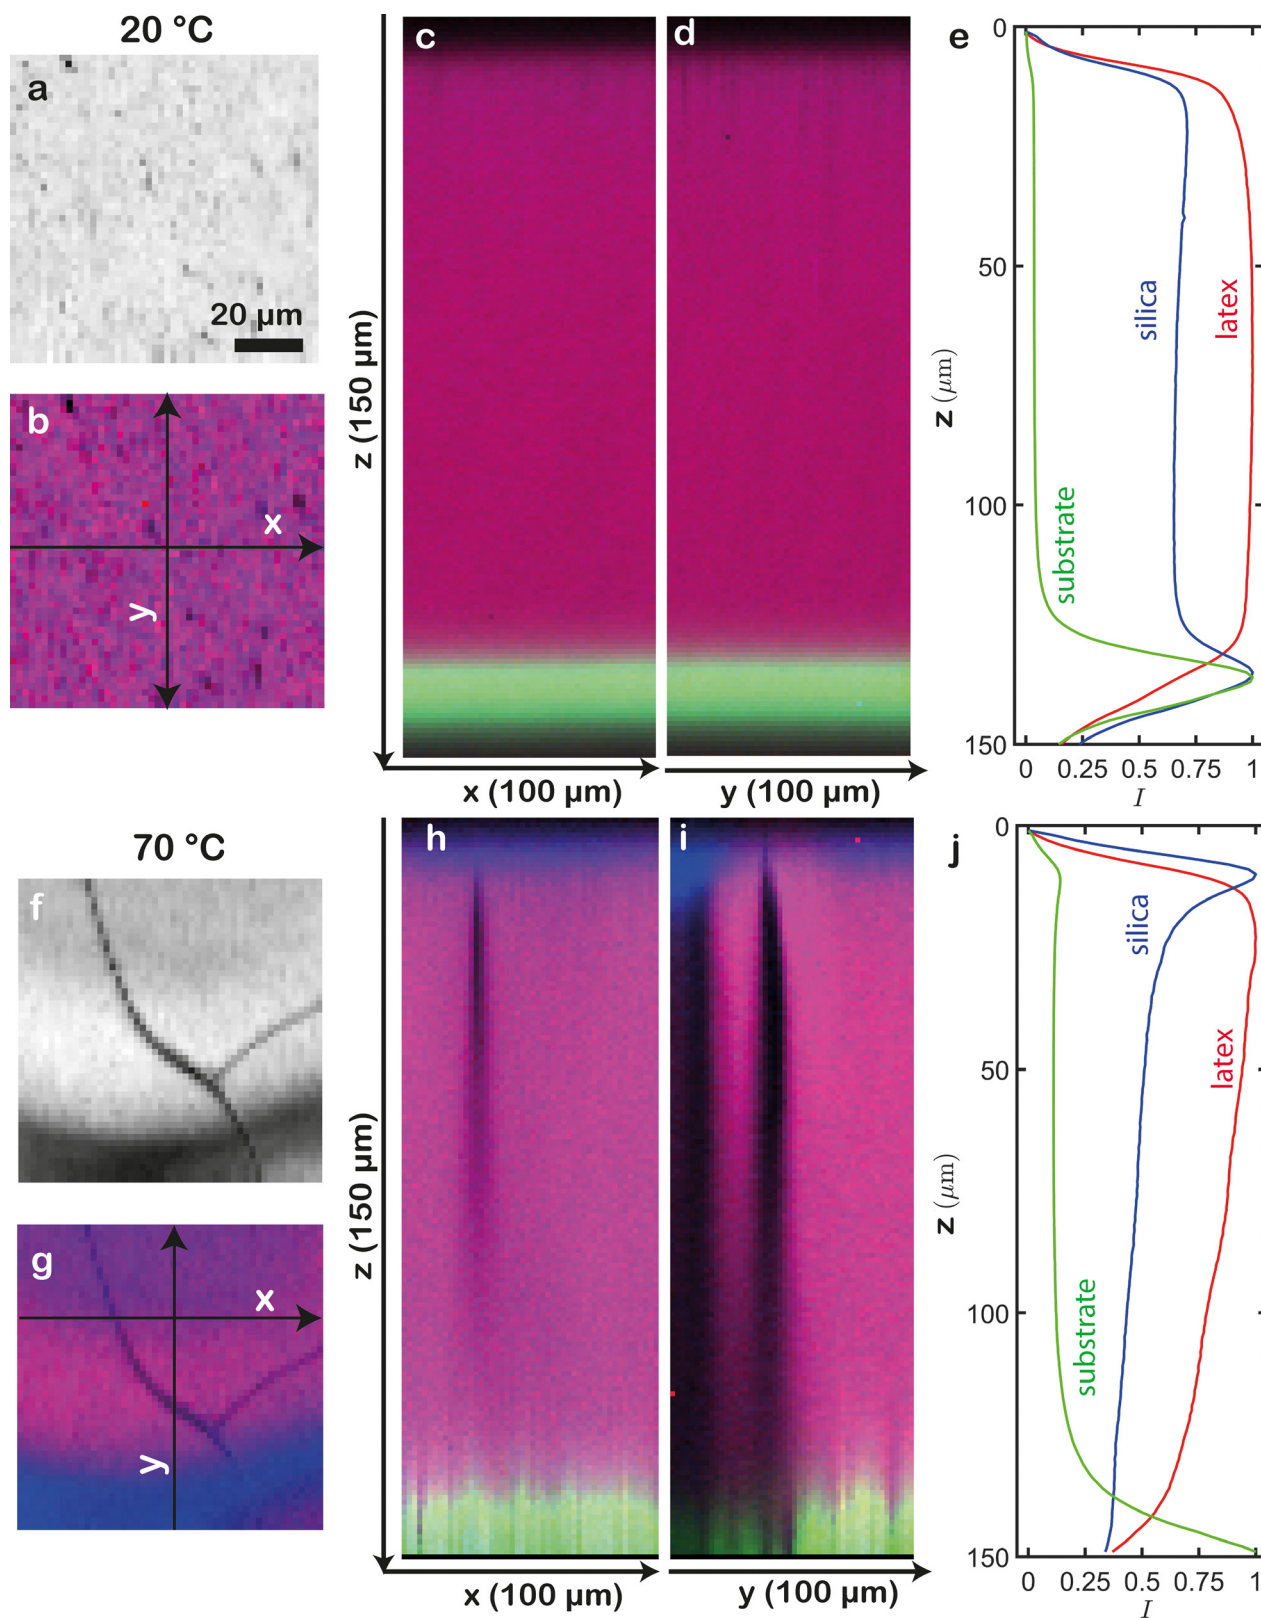 20 °C
a
20 µm
b
x
y
z (150 µm)
c
d
x (100 µm)
y (100 µm)
e
0
50
100
150
z (µm)
silica
latex
substrate
0 0.25 0.5 0.75 1
I
70 °C
f
g
x
y
z (150 µm)
h
i
x (100 µm)
y (100 µm)
j
0
50
100
150
z (µm)
silica
latex
substrate
0 0.25 0.5 0.75 1
I